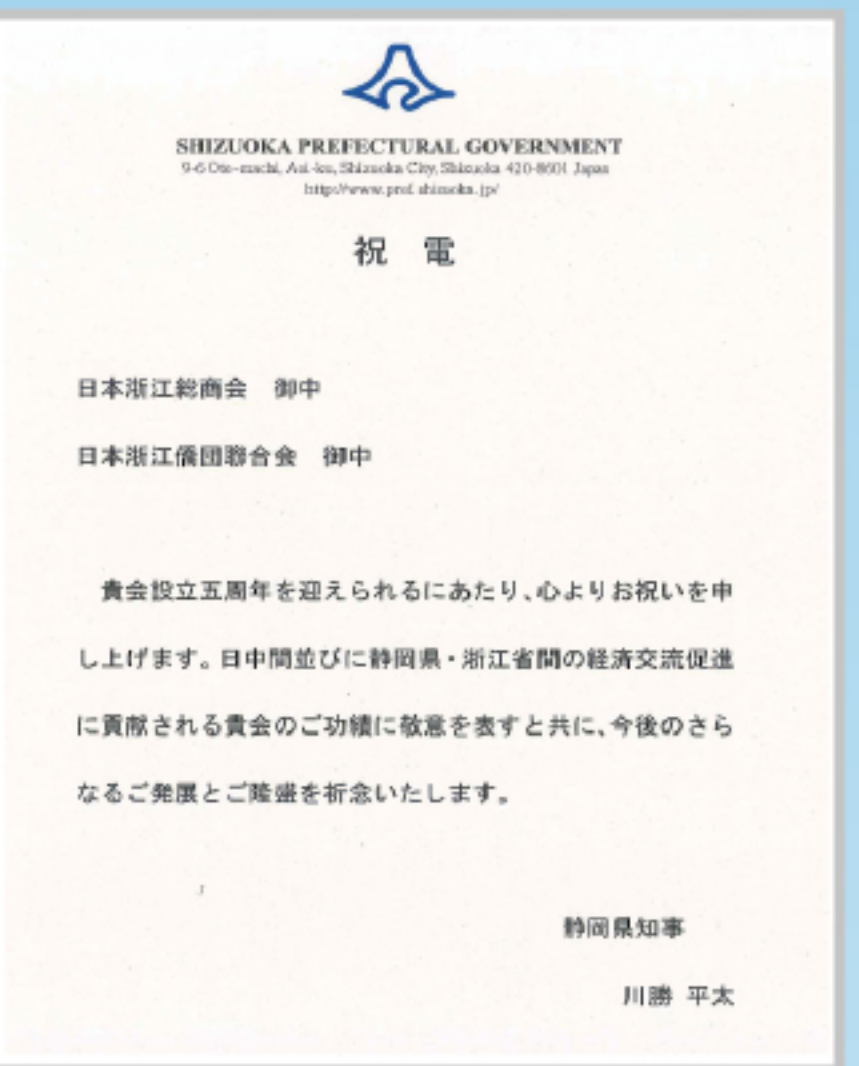 SHIZUOKA PREFECTURAL GOVERNMENT
9-6 Ote-machi, Aoi-ku, Shizuoka City, Shizuoka 420-8601 Japan
http://www.pref.shizuoka.jp/
祝 電
日本浙江総商会 御中
日本浙江僑団聯合会 御中
貴会設立五周年を迎えられるにあたり、心よりお祝いを申
し上げます。日中間並びに静岡県・浙江省間の経済交流促進
に貢献される貴会のご功績に敬意を表すと共に、今後のさら
なるご発展とご隆盛を祈念いたします。
静岡県知事
川勝 平太